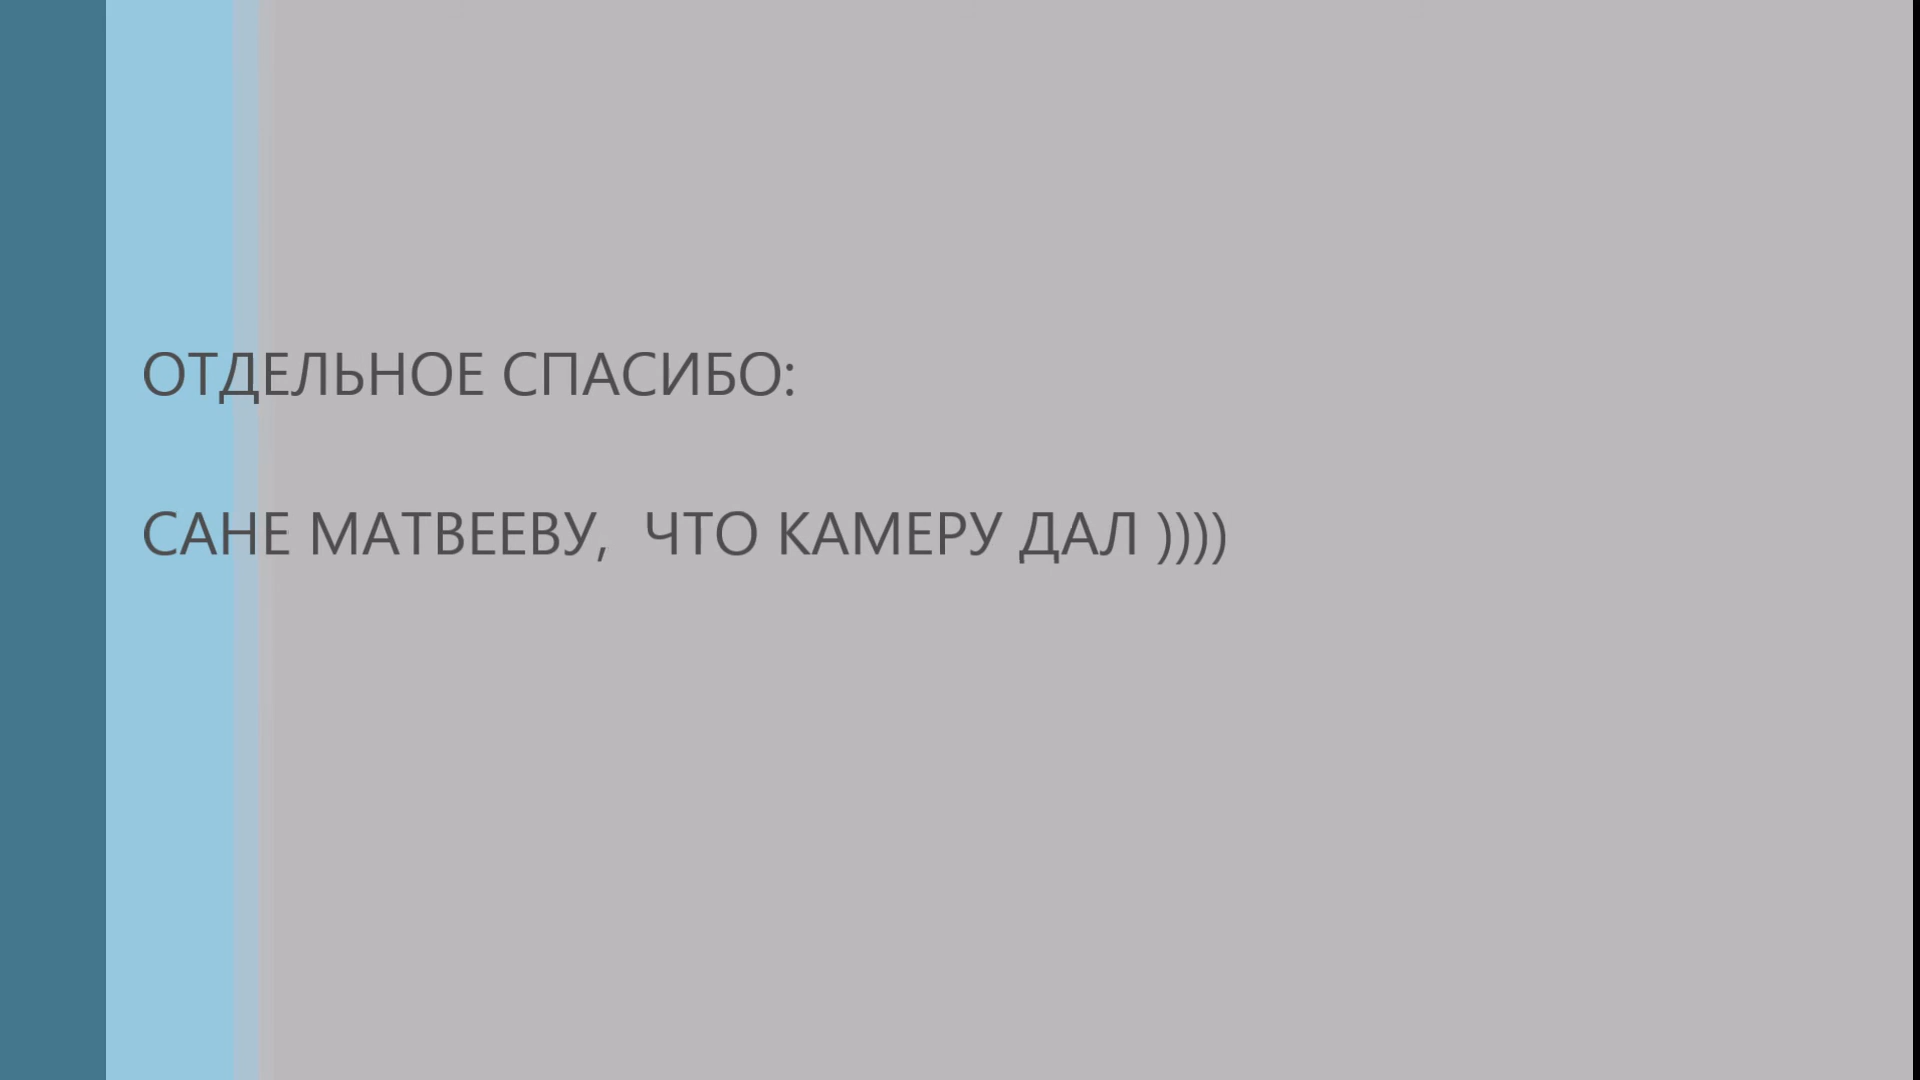 ОТДЕЛЬНОЕ СПАСИБО:
САНЕ МАТВЕЕВУ,  ЧТО КАМЕРУ ДАЛ ))))